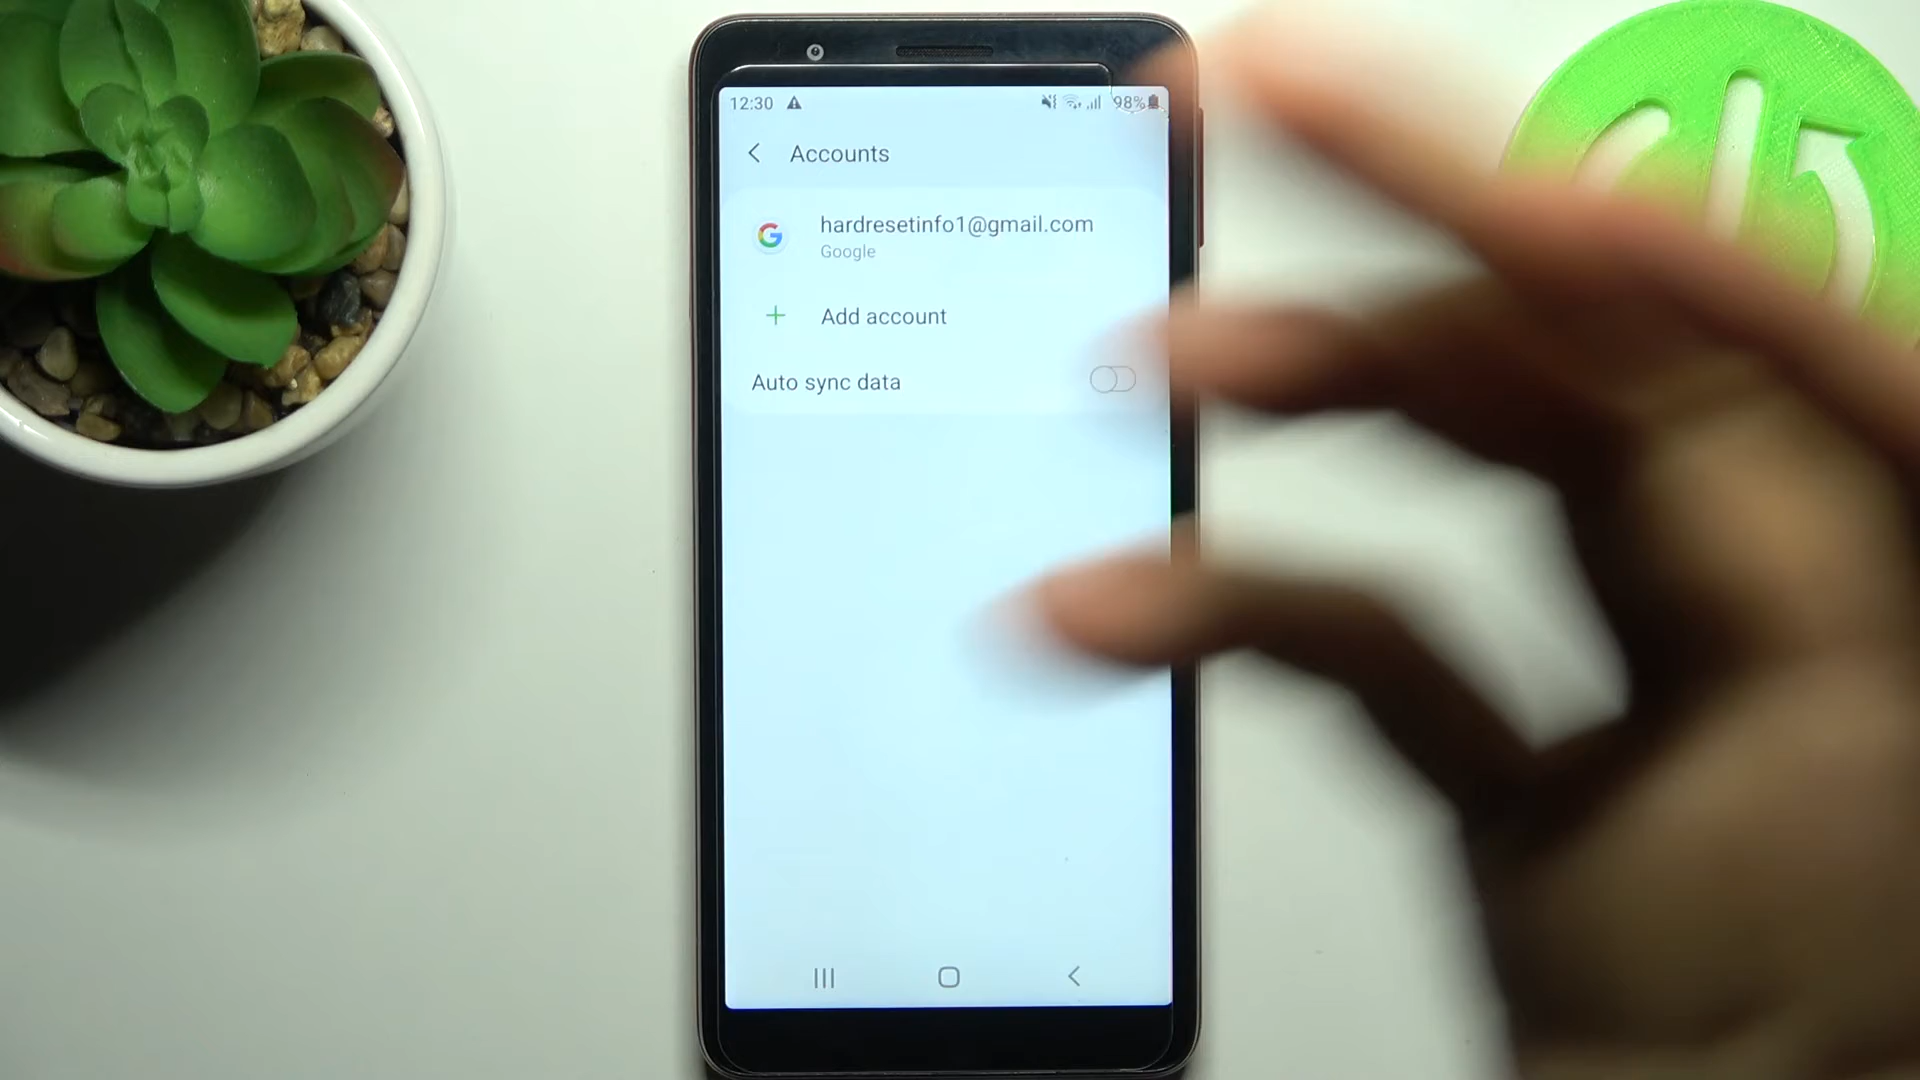 12:30 98%
Accounts
hardresetinfo1@gmail.com
Google
Add account
Auto sync data